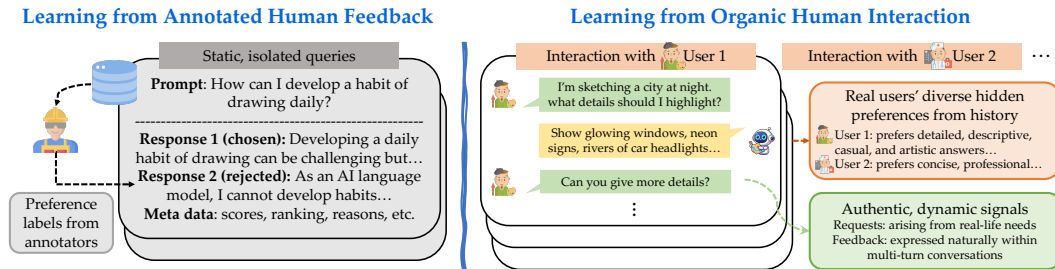 Learning from Annotated Human Feedback
Static, isolated queries
Prompt: How can I develop a habit of
drawing daily?
Response 1 (chosen): Developing a daily
habit of drawing can be challenging but…
Response 2 (rejected): As an AI language
model, I cannot develop habits…
Meta data: scores, ranking, reasons, etc.
Preference
labels from
annotators
Learning from Organic Human Interaction
Interaction with User 1
I'm sketching a city at night.
what details should I highlight?
Show glowing windows, neon
signs, rivers of car headlights…
Can you give more details?
⋮
Interaction with User 2
…
Real users' diverse hidden
preferences from history
User 1: prefers detailed, descriptive,
casual, and artistic answers…
User 2: prefers concise, professional…
Authentic, dynamic signals
Requests: arising from real-life needs
Feedback: expressed naturally within
multi-turn conversations